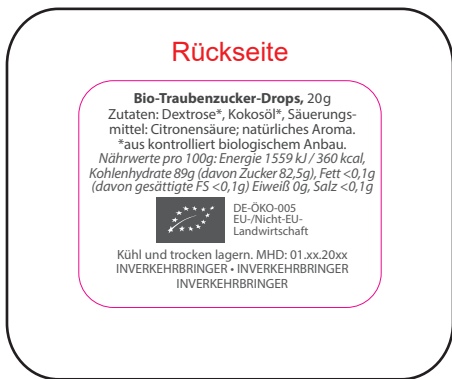 Rückseite
Bio-Traubenzucker-Drops, 20g
Zutaten: Dextrose*, Kokosöl*, Säuerungs-
mittel: Citronensäure; natürliches Aroma.
*aus kontrolliert biologischem Anbau.
Nährwerte pro 100g: Energie 1559 kJ / 360 kcal,
Kohlenhydrate 89g (davon Zucker 82,5g), Fett <0,1g
(davon gesättigte FS <0,1g) Eiweiß 0g, Salz <0,1g
DE-ÖKO-005
EU-/Nicht-EU-
Landwirtschaft
Kühl und trocken lagern. MHD: 01.xx.20xx
INVERKEHRBRINGER • INVERKEHRBRINGER
INVERKEHRBRINGER